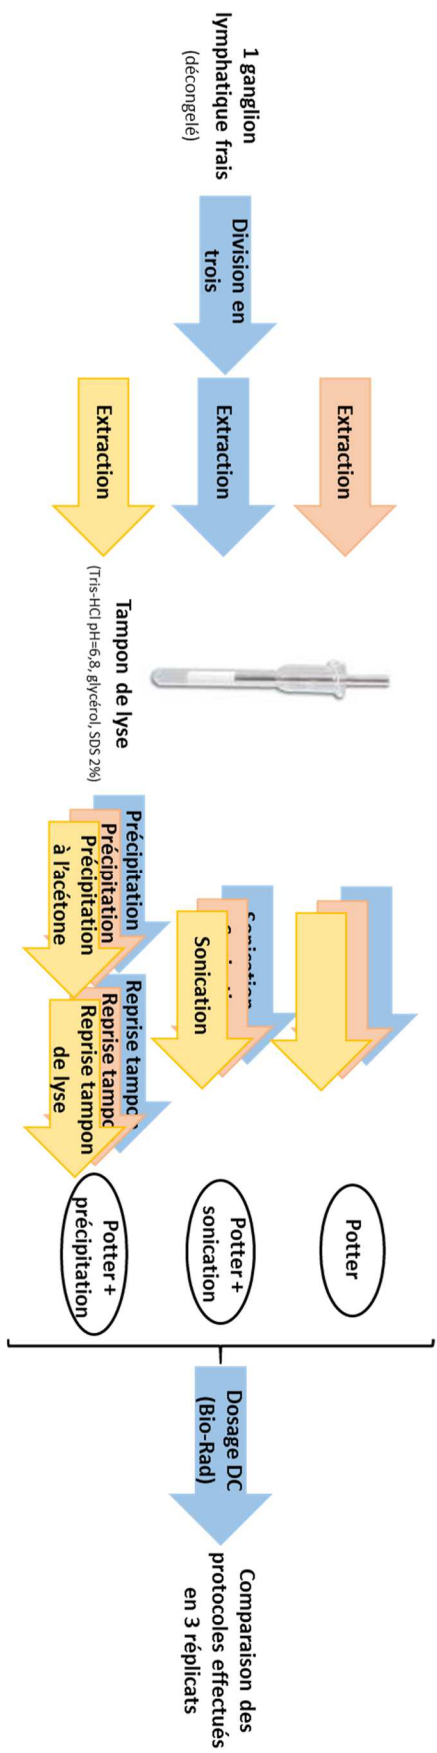 1 ganglion
lymphatique frais
(décongelé)
Division en
trois
Extraction
Extraction
Extraction
Tampon de lyse
(Tris-HCl pH=6,8, glycérol, SDS 2%)
Sonication
Sonication
Précipitation
Précipitation
Précipitation
à l'acétone
Reprise tampo
Reprise tampo
Reprise tampon
de lyse
Potter
Potter +
sonication
Potter +
précipitation
Dosage DC
(Bio-Rad)
Comparaison des
protocoles effectués
en 3 réplicats